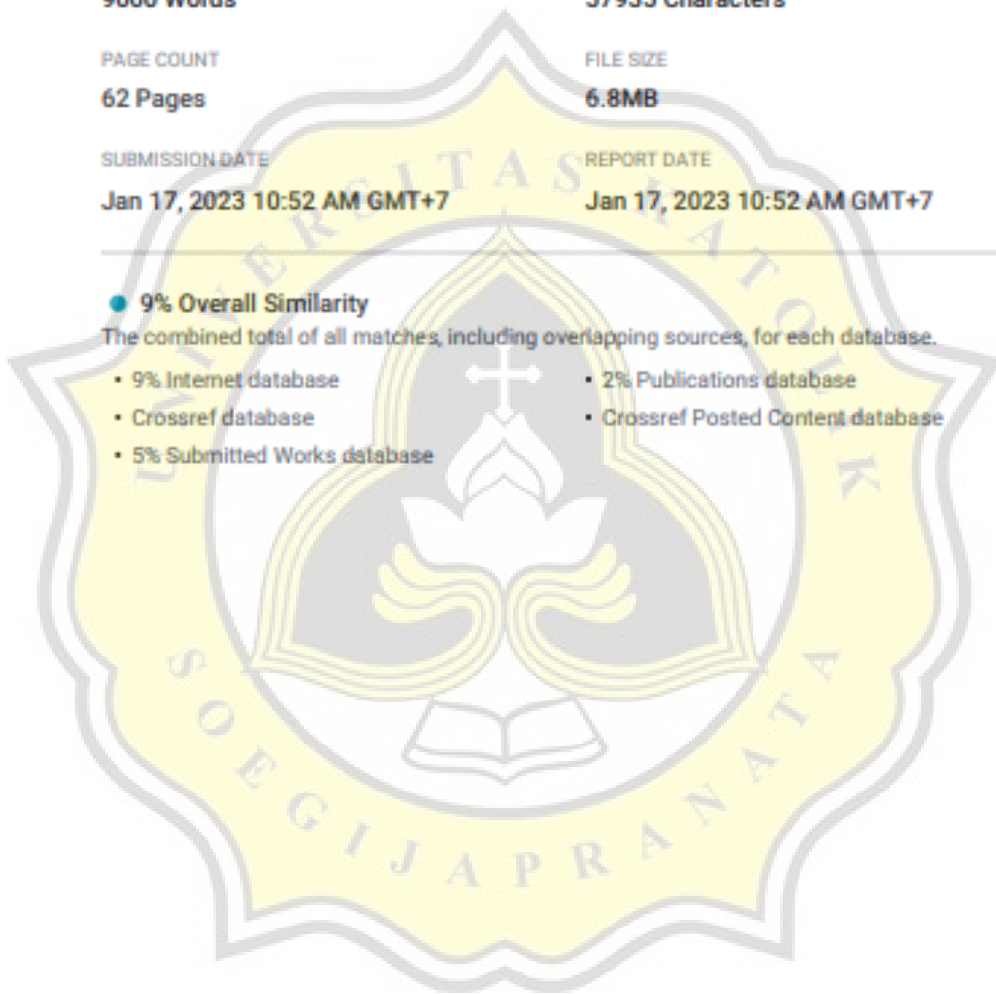 Words
Characters
PAGE COUNT
FILE SIZE
62 Pages
6.8MB
SUBMISSION DATE
REPORT DATE
Jan 17, 2023 10:52 AM GMT+7
Jan 17, 2023 10:52 AM GMT+7
9% Overall Similarity
The combined total of all matches, including overlapping sources, for each database.
• 9% Internet database
• 2% Publications database
• Crossref database
• Crossref Posted Content database
• 5% Submitted Works database
UNIVERSITAS KATOLIK
SOEGIJAPRANATA